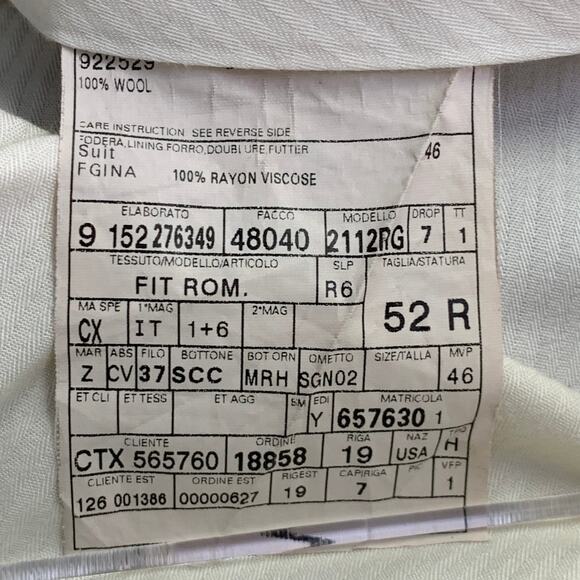 922529
100% WOOL
CARE INSTRUCTION SEE REVERSE SIDE
FODERA,LINING FORRO,DOUBLURE FUTTER
Suit 46
FGINA 100% RAYON VISCOSE
ELABORATO PACCO MODELLO DROP TT
9 152276349 48040 2112RG 7 1
TESSUTO/MODELLO/ARTICOLO SLP TAGLIA/STATURA
FIT ROM. R6 52 R
MA SPE 1°MAG 2°MAG
CX IT 1+6
MAR ABS FILO BOTTONE BOT ORN OMETTO SIZE/TALLA MVP
Z CV 37 SCC MRH SGN02 46
ET CLI ET TESS ET AGG SM EDI MATRICOLA
Y 657630 1
CLIENTE ORDINE RIGA NAZ TPO
CTX 565760 18858 19 USA H
CLIENTE EST ORDINE EST RIGEST CAPIRIGA PIC VFP
126 001386 00000627 19 7 1